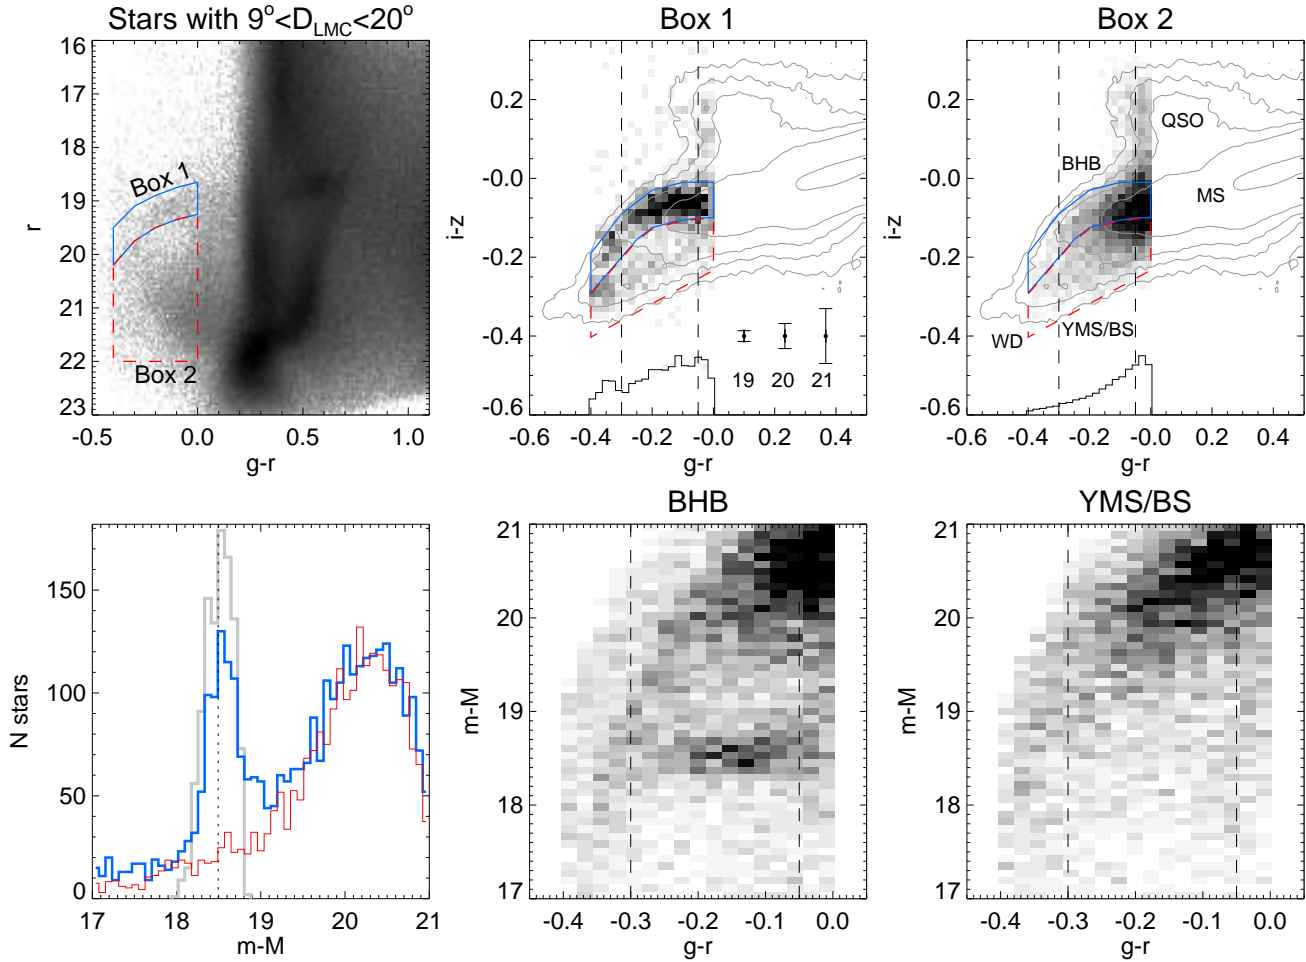 Stars with 9°<D_LMC<20°
16
17
18
19
20
21
22
23
r
Box 1
Box 2
-0.5 0.0 0.5 1.0
g-r
Box 1
0.2
-0.0
-0.2
-0.4
-0.6
i-z
19 20 21
-0.6 -0.4 -0.2 -0.0 0.2 0.4
g-r
Box 2
0.2
-0.0
-0.2
-0.4
-0.6
i-z
QSO
BHB
MS
WD
YMS/BS
-0.6 -0.4 -0.2 -0.0 0.2 0.4
g-r
150
100
50
0
N stars
17 18 19 20 21
m-M
BHB
21
20
19
18
17
m-M
-0.4 -0.3 -0.2 -0.1 0.0
g-r
YMS/BS
21
20
19
18
17
m-M
-0.4 -0.3 -0.2 -0.1 0.0
g-r